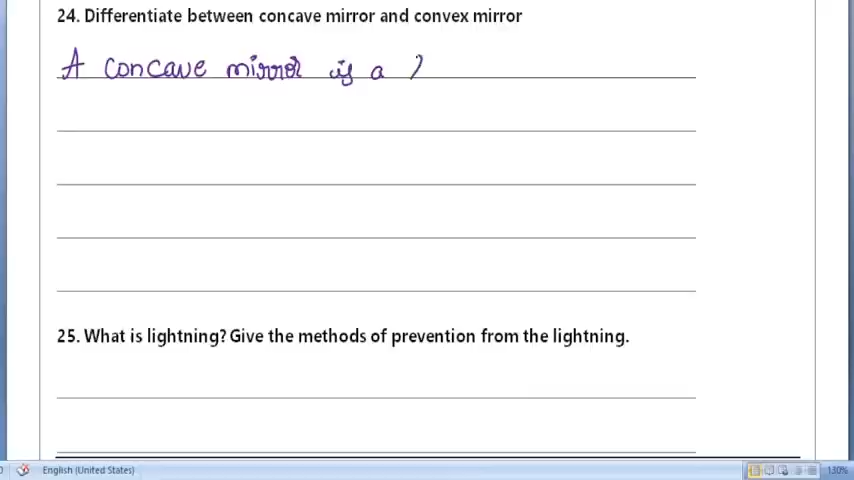 24. Differentiate between concave mirror and convex mirror
A concave mirror is a
25. What is lightning? Give the methods of prevention from the lightning.
English (United States)
130%